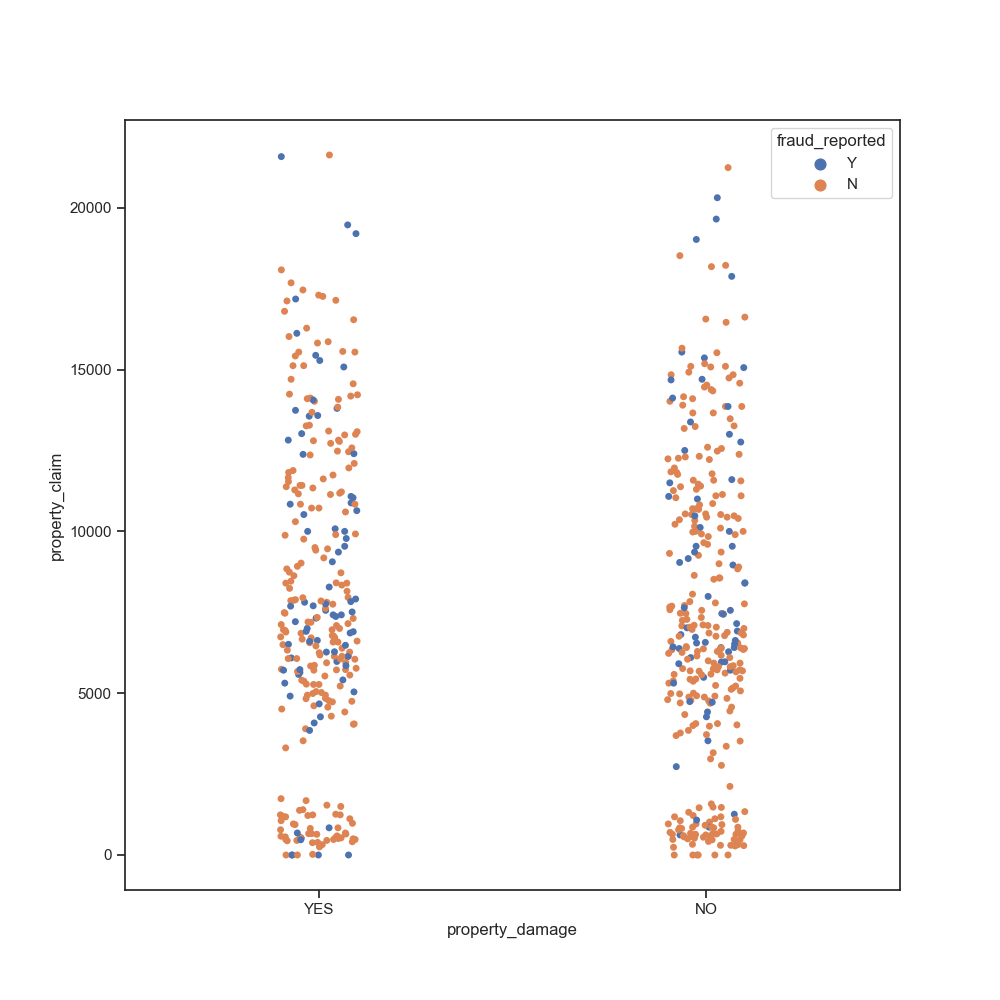 fraud_reported
Y
N
20000
15000
10000
5000
0
property_claim
YES
NO
property_damage